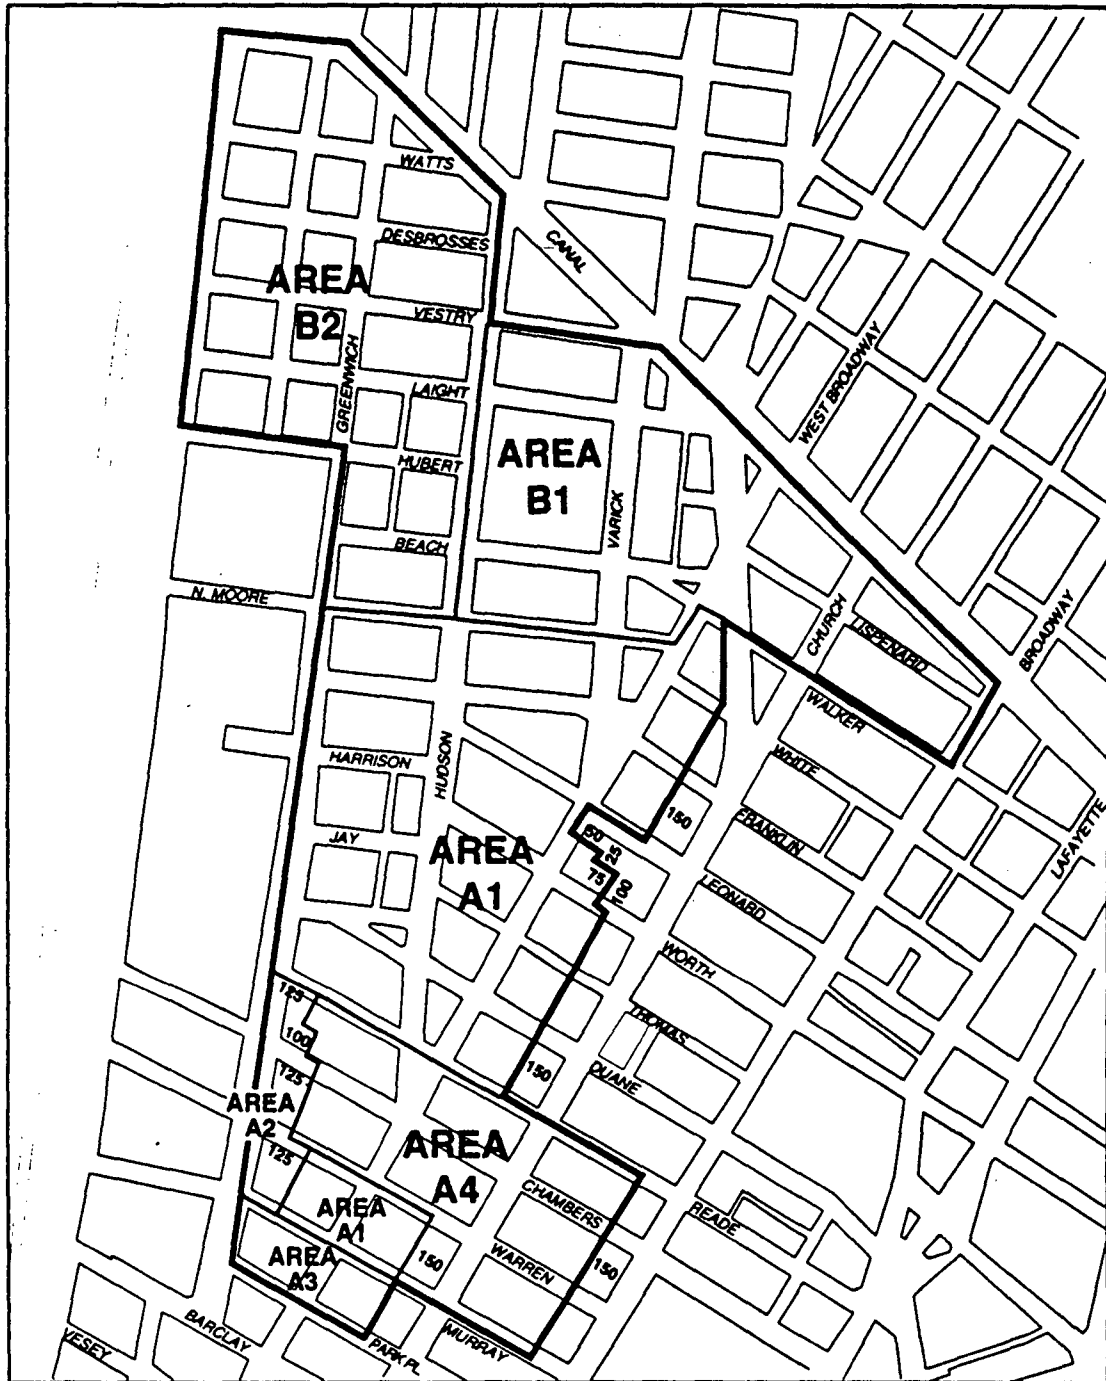 WATTS
DESBROSSES
CANAL
AREA
B2
VESTRY
GREENWICH
LAIGHT
WEST BROADWAY
AREA
B1
HUBERT
VARICK
BEACH
N. MOORE
CHURCH
LISPENARD
BROADWAY
WALKER
HARRISON
HUDSON
WHITE
150
FRANKLIN
LAFAYETTE
JAY
50
25
75
100
AREA
A1
LEONARD
WORTH
125
100
THOMAS
125
150
DUANE
AREA
A2
125
AREA
A4
CHAMBERS
READE
AREA
A1
150
WARREN
150
AREA
A3
BARCLAY
MURRAY
PARK PL
VESEY